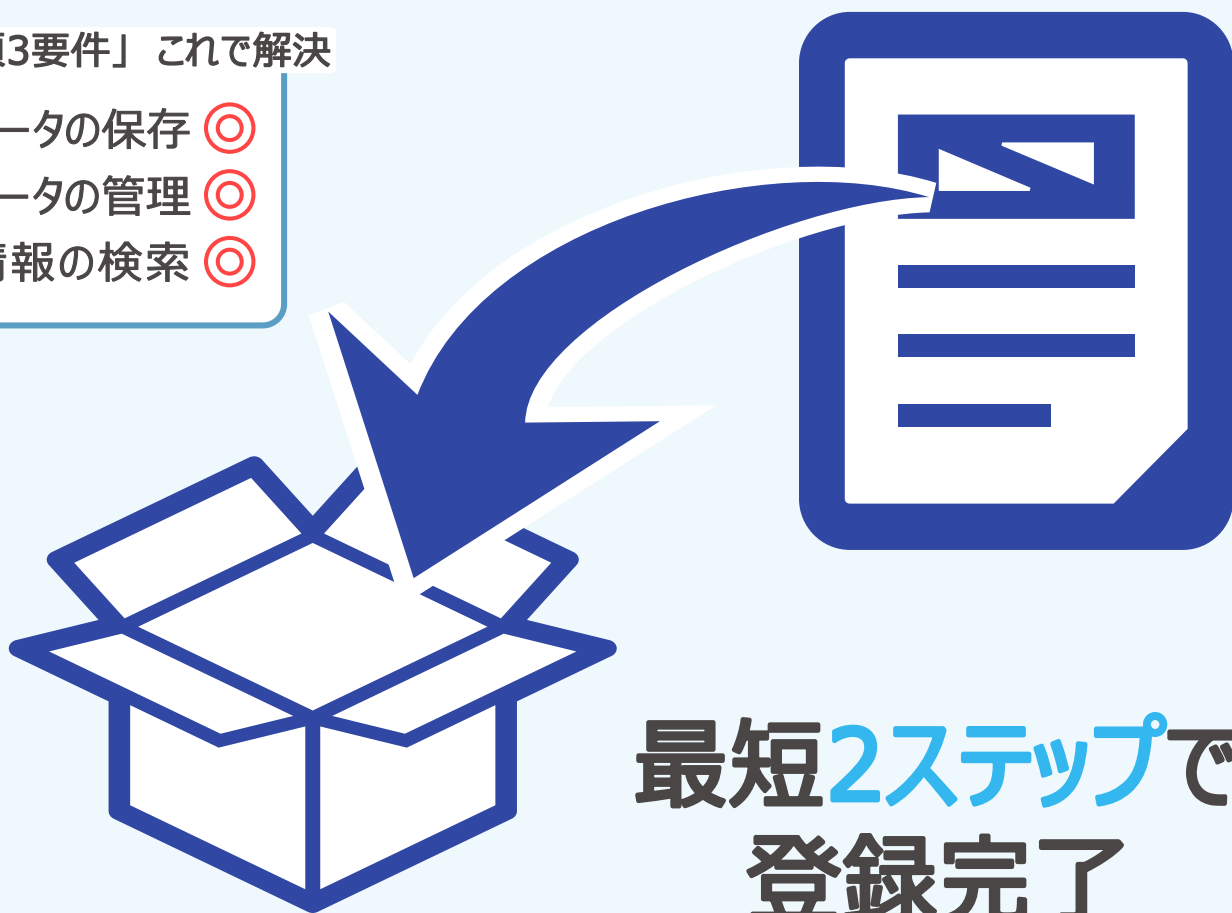 3要件」これで解決
ータの保存 ◎
ータの管理 ◎
報の検索 ◎
最短2ステップで
登録完了